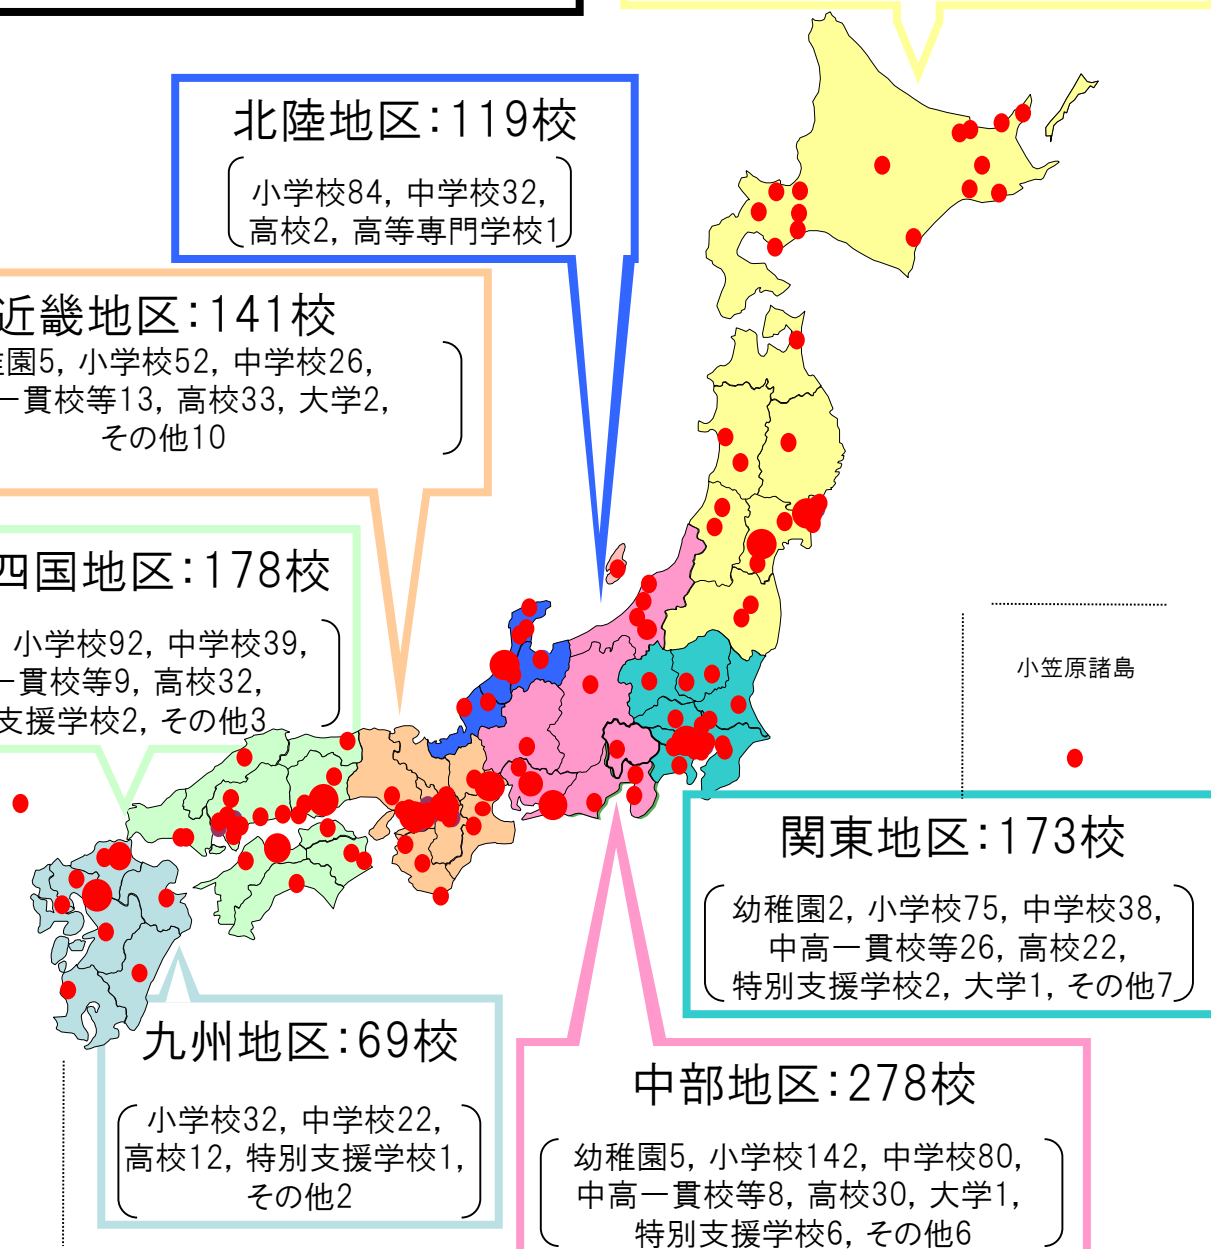 北陸地区：119校
小学校84, 中学校32,
高校2, 高等専門学校1
近畿地区：141校
園5, 小学校52, 中学校26,
一貫校等13, 高校33, 大学2,
その他10
四国地区：178校
小学校92, 中学校39,
一貫校等9, 高校32,
支援学校2, その他3
小笠原諸島
関東地区：173校
幼稚園2, 小学校75, 中学校38,
中高一貫校等26, 高校22,
特別支援学校2, 大学1, その他7
九州地区：69校
小学校32, 中学校22,
高校12, 特別支援学校1,
その他2
中部地区：278校
幼稚園5, 小学校142, 中学校80,
中高一貫校等8, 高校30, 大学1,
特別支援学校6, その他6